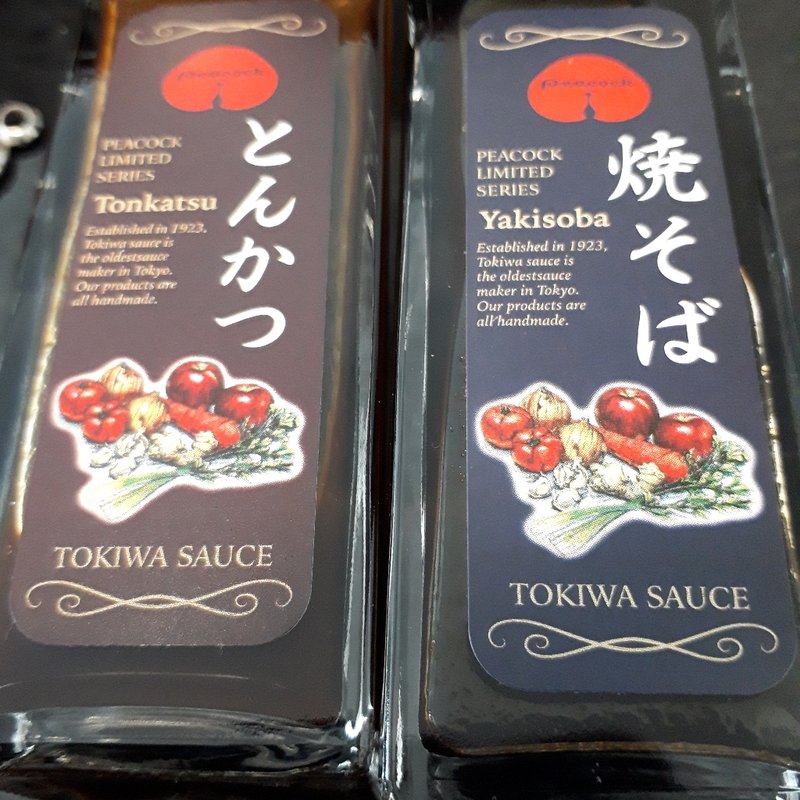 Peacock
PEACOCK
LIMITED
SERIES
Tonkatsu
Established in 1923,
Tokiwa sauce is
the oldestsauce
maker in Tokyo.
Our products are
all handmade.
とんかつ
TOKIWA SAUCE
Peacock
PEACOCK
LIMITED
SERIES
Yakisoba
Established in 1923,
Tokiwa sauce is
the oldestsauce
maker in Tokyo.
Our products are
all handmade.
焼そば
TOKIWA SAUCE